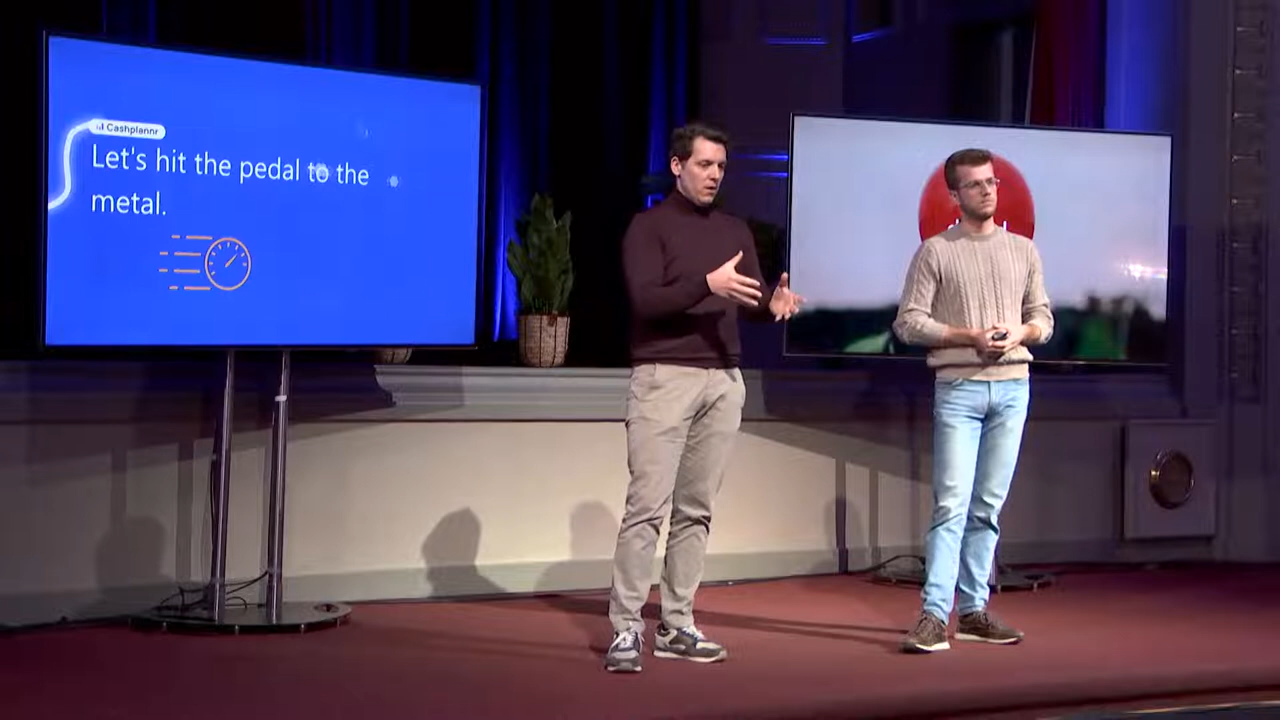 Cashplannr
Let's hit the pedal to the
metal.